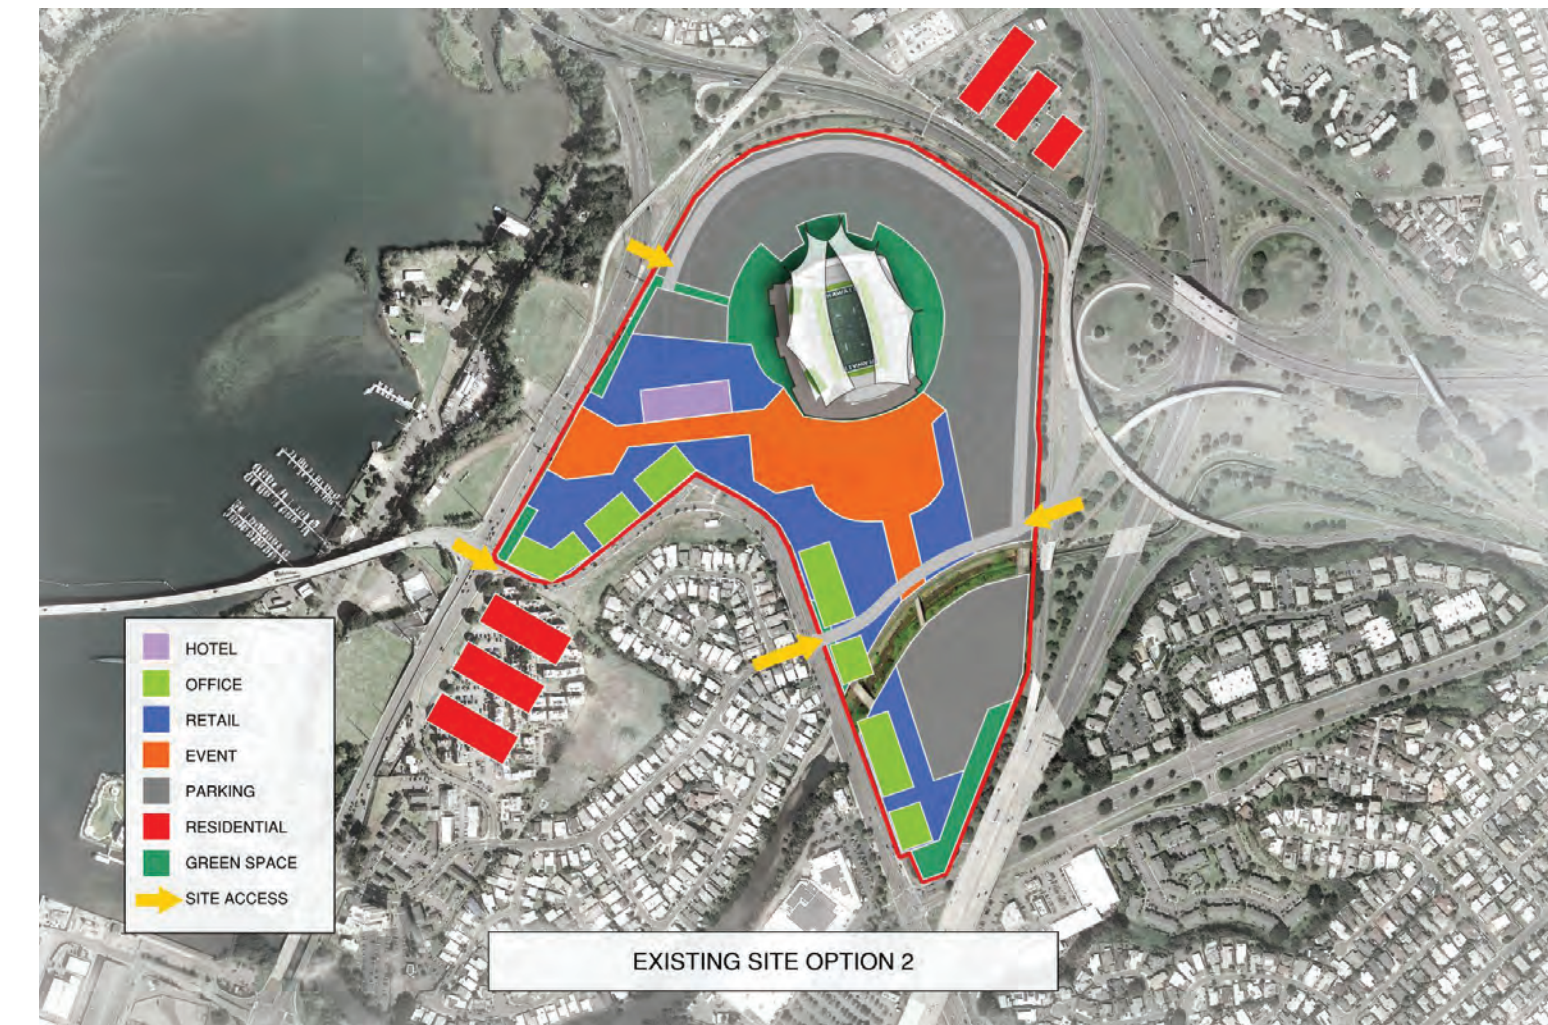 HOTEL
OFFICE
RETAIL
EVENT
PARKING
RESIDENTIAL
GREEN SPACE
SITE ACCESS
EXISTING SITE OPTION 2